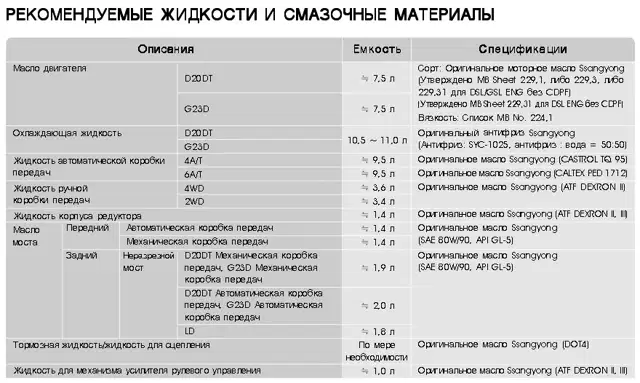 РЕКОМЕНДУЕМЫЕ ЖИДКОСТИ И СМАЗОЧНЫЕ МАТЕРИАЛЫ
Описания Емкость Спецификации
Масло двигателя D20DT ≒ 7,5 л Сорт: Оригинальное моторное масло Ssangyong
(Утверждено MB Sheet 229,1, либо 229,3, либо
229,31 для DSL/GSL ENG без CDPF)
G23D ≒ 7,5 л (Утверждено MB Sheet 229,31 для DSL ENG без CDPF)
Вязкость: Список MB No. 224,1
Охлаждающая жидкость D20DT 10,5 ~ 11,0 л Оригинальный антифриз Ssangyong
G23D (Антифриз: SYC-1025, антифриз : вода = 50:50)
Жидкость автоматической коробки 4A/T ≒ 9,5 л Оригинальное масло Ssangyong (CASTROL TQ 95)
передач 6A/T ≒ 9,5 л Оригинальное масло Ssangyong (CALTEX PED 1712)
Жидкость ручной 4WD ≒ 3,6 л Оригинальное масло Ssangyong (ATF DEXRON II)
коробки передач 2WD ≒ 3,4 л
Жидкость корпуса редуктора ≒ 1,4 л Оригинальное масло Ssangyong (ATF DEXRON II, III)
Масло Передний Автоматическая коробка передач ≒ 1,4 л Оригинальное масло Ssangyong
моста Механическая коробка передач ≒ 1,4 л (SAE 80W/90, API GL-5)
Задний Неразрезной D20DT Механическая коробка Оригинальное масло Ssangyong
мост передач, G23D Механическая ≒ 1,9 л (SAE 80W/90, API GL-5)
коробка передач
D20DT Автоматическая коробка
передач, G23D Автоматическая ≒ 2,0 л
коробка передач
LD ≒ 1,8 л
Тормозная жидкость/жидкость для сцепления По мере Оригинальное масло Ssangyong (DOT4)
необходимости
Жидкость для механизма усилителя рулевого управления ≒ 1,0 л Оригинальное масло Ssangyong (ATF DEXRON II, III)